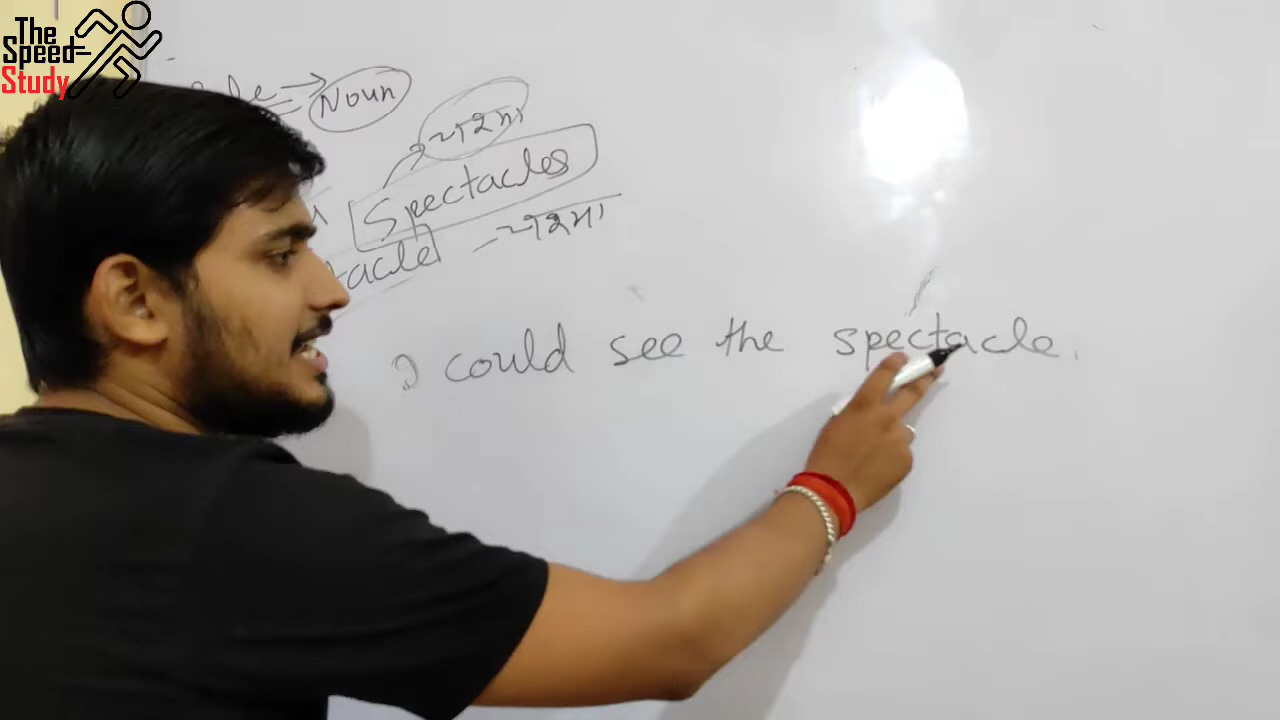 The
Speed
Study
Noun
चश्मा
Spectacles
= चश्मा
I could see the spectacle.